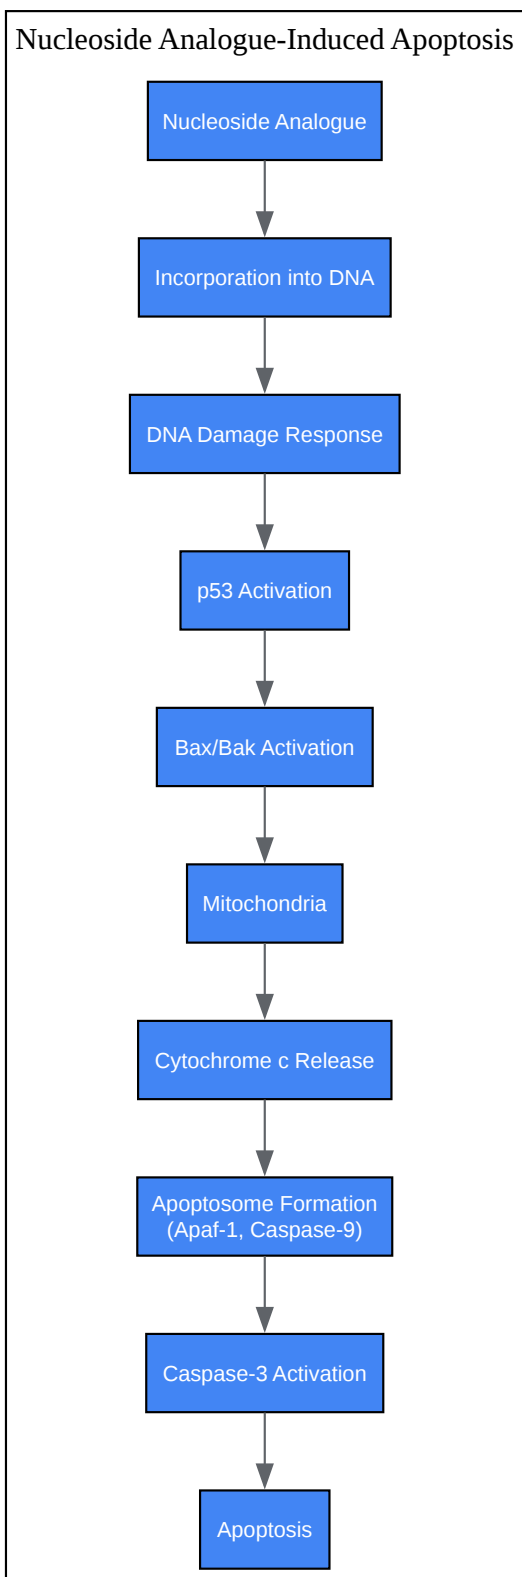 Nucleoside Analogue-Induced Apoptosis
Nucleoside Analogue
Incorporation into DNA
DNA Damage Response
p53 Activation
Bax/Bak Activation
Mitochondria
Cytochrome c Release
Apoptosome Formation
(Apaf-1, Caspase-9)
Caspase-3 Activation
Apoptosis